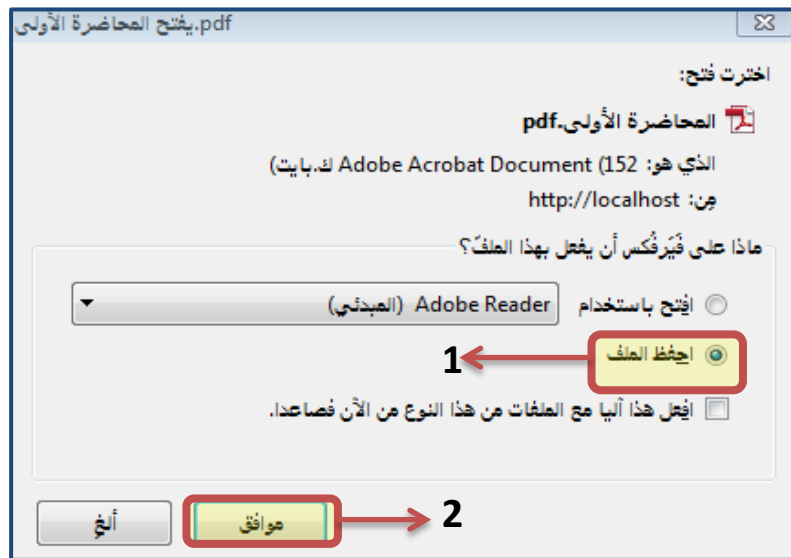 يفتح المحاضرة الأولى.pdf
اخترت فتح:
المحاضرة الأولى.pdf
الذي هو: Adobe Acrobat Document (152 ك.بايت)
مِن: http://localhost
ماذا على فَيَرفُكس أن يفعل بهذا الملفّ؟
افتح باستخدام Adobe Reader (المبدئي)
احفظ الملف 1
افعل هذا آليا مع الملفات من هذا النوع من الآن فصاعدا.
ألغِ موافق 2